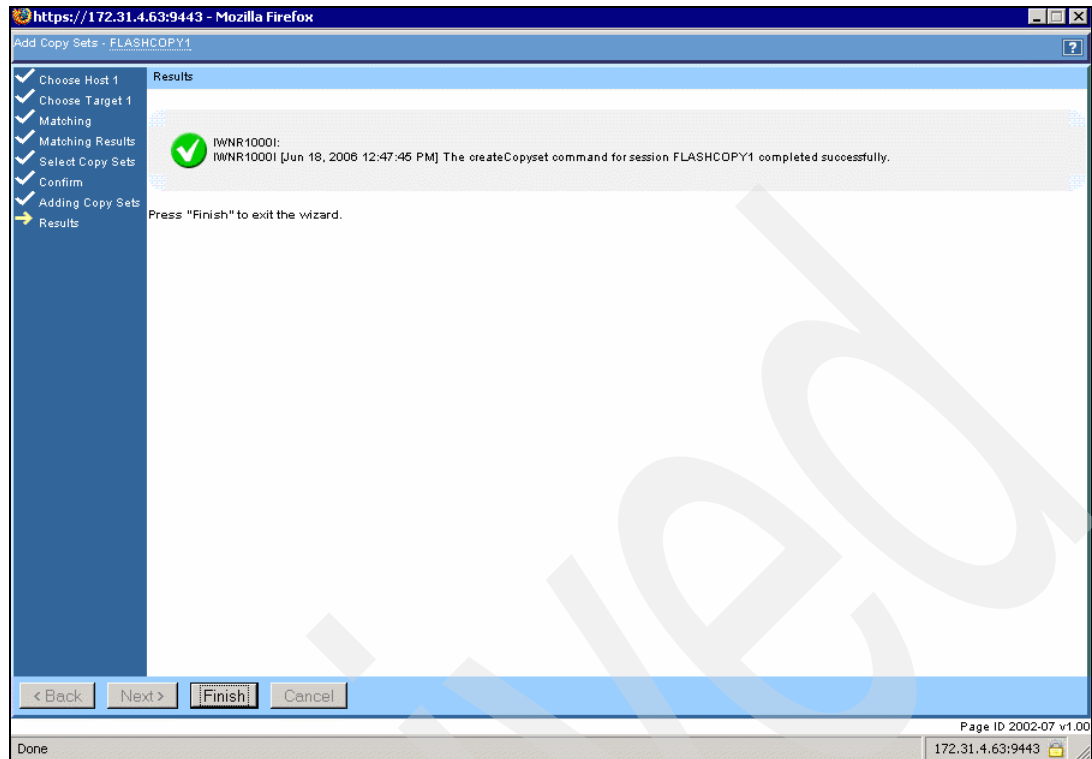 https://172.31.4.63:9443 - Mozilla Firefox
Add Copy Sets - FLASHCOPY1
?
Choose Host 1
Choose Target 1
Matching
Matching Results
Select Copy Sets
Confirm
Adding Copy Sets
Results
Results
IWNR1000I:
IWNR1000I [Jun 18, 2006 12:47:45 PM] The createCopyset command for session FLASHCOPY1 completed successfully.
Press "Finish" to exit the wizard.
< Back Next > Finish Cancel
Page ID 2002-07 v1.00
Done 172.31.4.63:9443